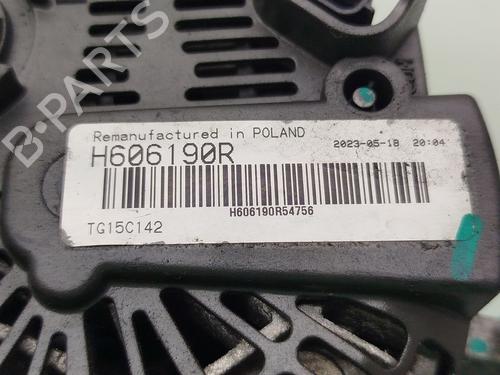 B-PARTS
Remanufactured in POLAND
2023-05-18 20:04
H606190R
H606190R54756
TG15C142